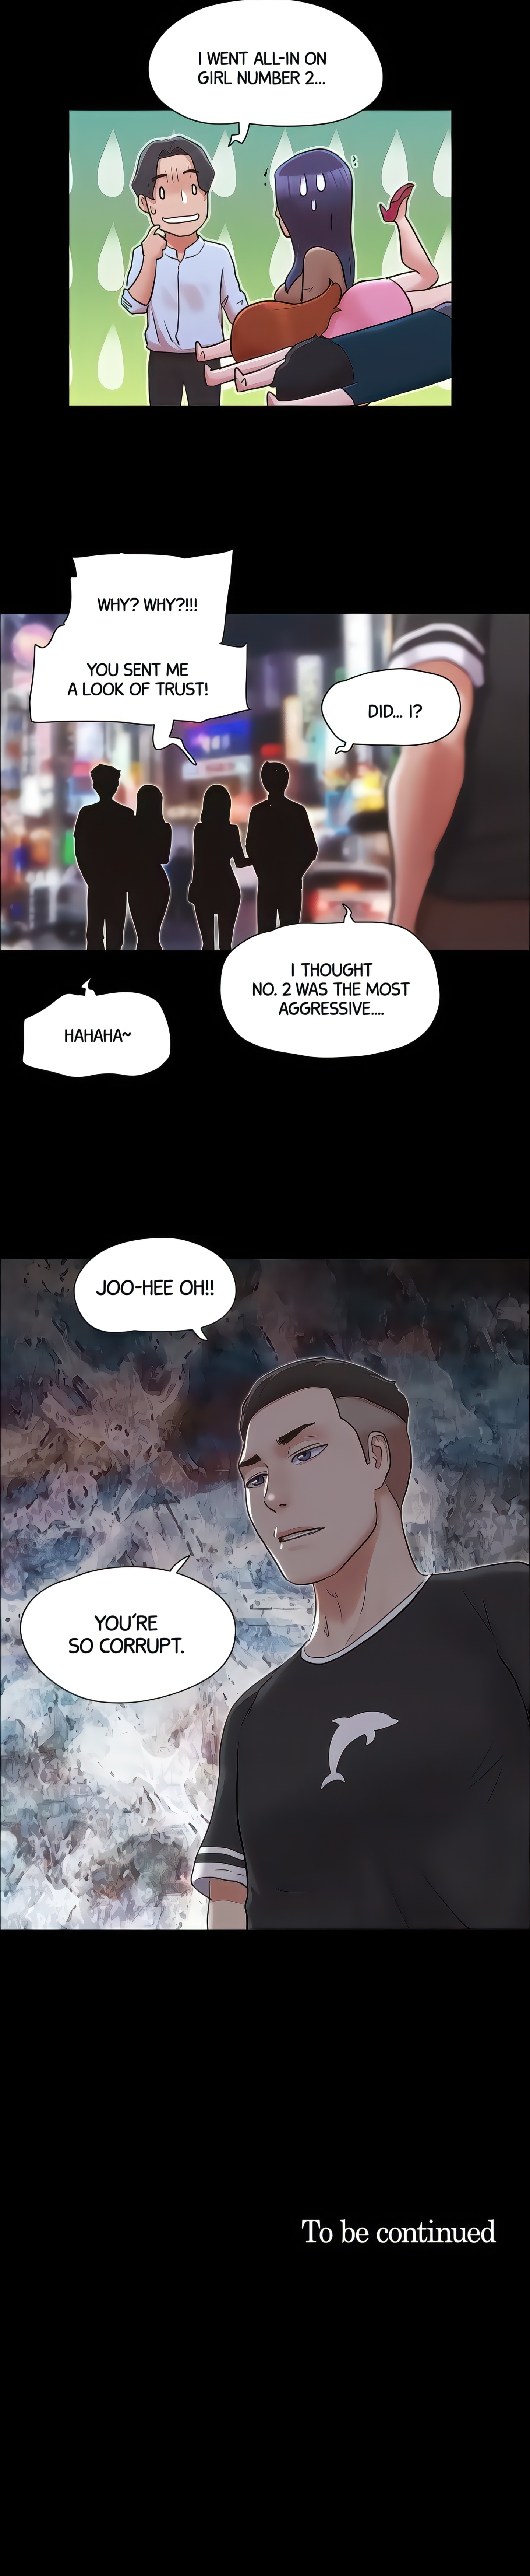 I WENT ALL-IN ON
GIRL NUMBER 2...
WHY? WHY?!!!
YOU SENT ME
A LOOK OF TRUST!
DID... I?
I THOUGHT
NO. 2 WAS THE MOST
AGGRESSIVE....
HAHAHA~
JOO-HEE OH!!
YOU'RE
SO CORRUPT.
To be continued